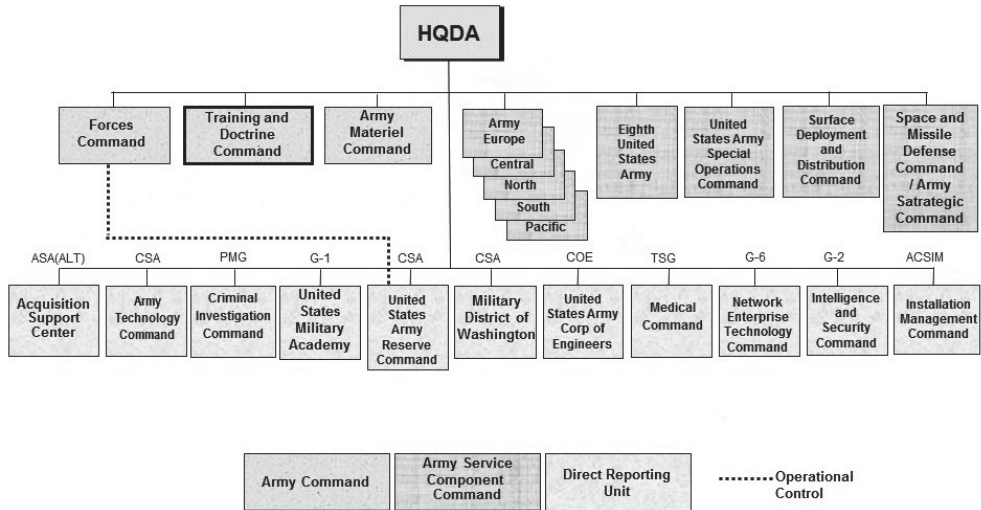 HQDA
Forces
Command
Training and
Doctrine
Command
Army
Materiel
Command
Army
Europe
Central
North
South
Pacific
Eighth
United
States
Army
United
States Army
Special
Operations
Command
Surface
Deployment
and
Distribution
Command
Space and
Missile
Defense
Command
/ Army
Satrategic
Command
ASA(ALT)
CSA
PMG
G-1
CSA
CSA
COE
TSG
G-6
G-2
ACSIM
Acquisition
Support
Center
Army
Technology
Command
Criminal
Investigation
Command
United
States
Military
Academy
United
States
Army
Reserve
Command
Military
District of
Washington
United
States Army
Corp of
Engineers
Medical
Command
Network
Enterprise
Technology
Command
Intelligence
and
Security
Command
Installation
Management
Command
Army Command
Army Service
Component
Command
Direct Reporting
Unit
Operational
Control